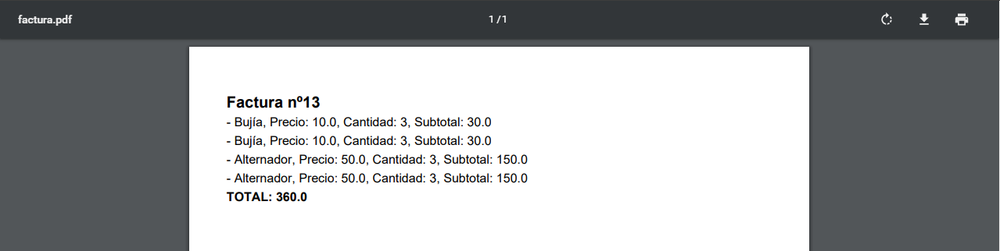 factura.pdf
1 / 1
Factura nº13
- Bujía, Precio: 10.0, Cantidad: 3, Subtotal: 30.0
- Bujía, Precio: 10.0, Cantidad: 3, Subtotal: 30.0
- Alternador, Precio: 50.0, Cantidad: 3, Subtotal: 150.0
- Alternador, Precio: 50.0, Cantidad: 3, Subtotal: 150.0
TOTAL: 360.0